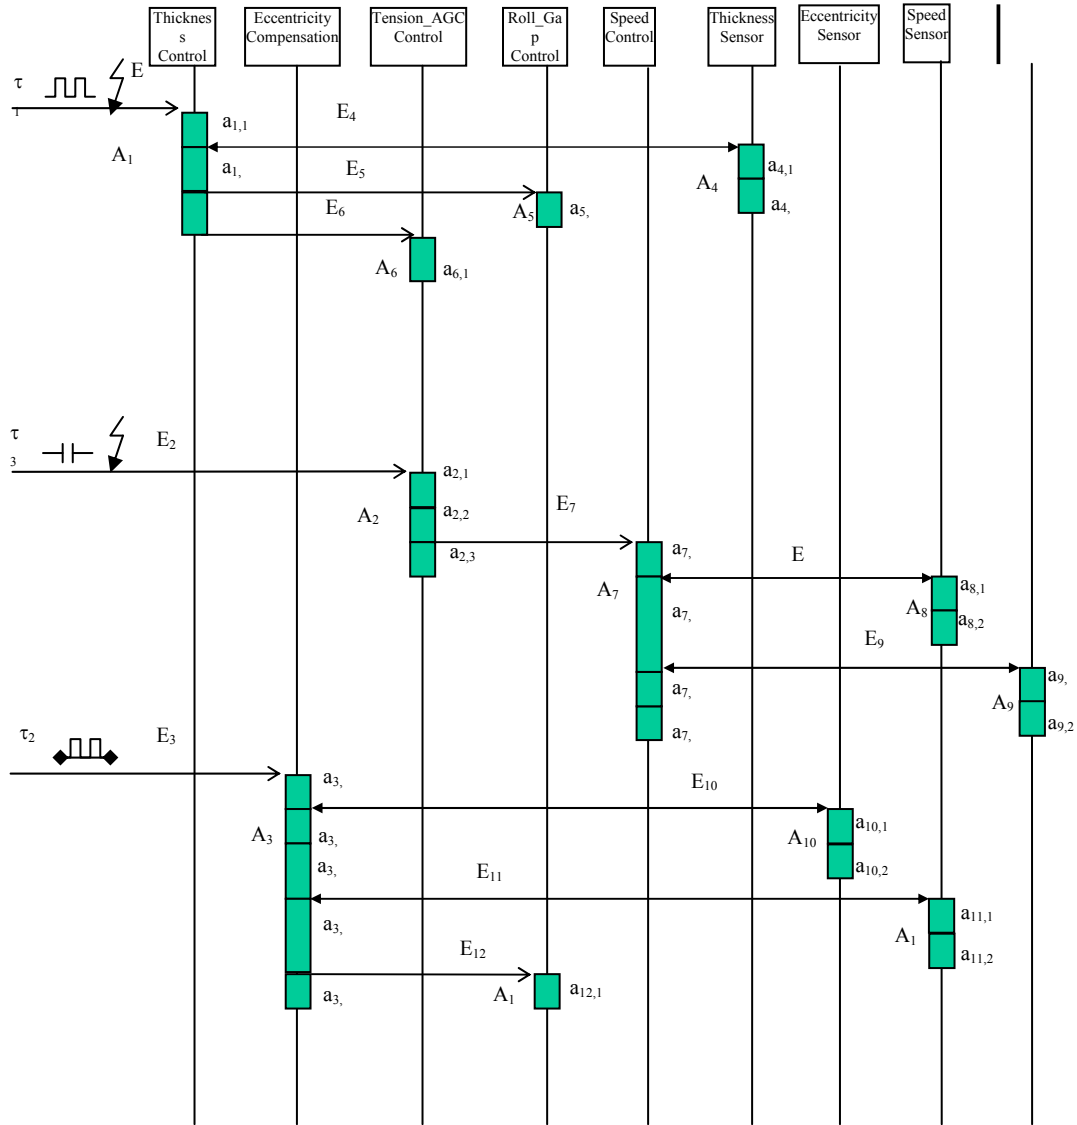 Thicknes
s
Control
Eccentricity
Compensation
Tension_AGC
Control
Roll_Ga
p
Control
Speed
Control
Thickness
Sensor
Eccentricity
Sensor
Speed
Sensor
τ
1
E
A1
a1,1
a1,
E4
E5
E6
A4
a4,1
a4,
A5
a5,
A6
a6,1
τ
3
E2
A2
a2,1
a2,2
a2,3
E7
A7
a7,
a7,
a7,
a7,
E
A8
a8,1
a8,2
E9
A9
a9,
a9,2
τ2
E3
A3
a3,
a3,
a3,
a3,
a3,
E10
A10
a10,1
a10,2
E11
A1
a11,1
a11,2
E12
A1
a12,1